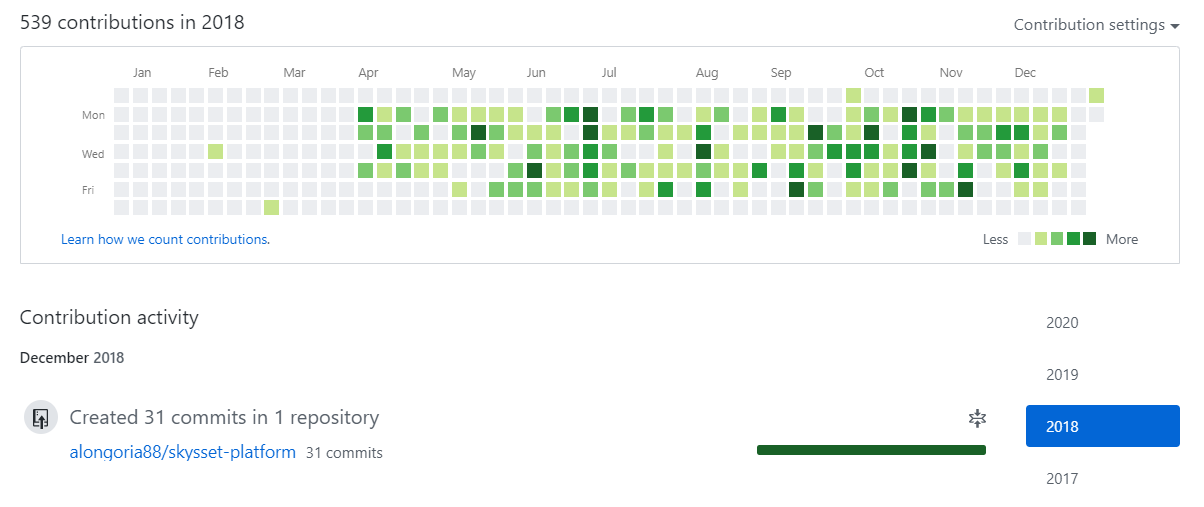 539 contributions in 2018
Contribution settings
Jan Feb Mar Apr May Jun Jul Aug Sep Oct Nov Dec
Mon
Wed
Fri
Learn how we count contributions.
Less More
Contribution activity
2020
December 2018
2019
Created 31 commits in 1 repository
2018
alongoria88/skysset-platform 31 commits
2017